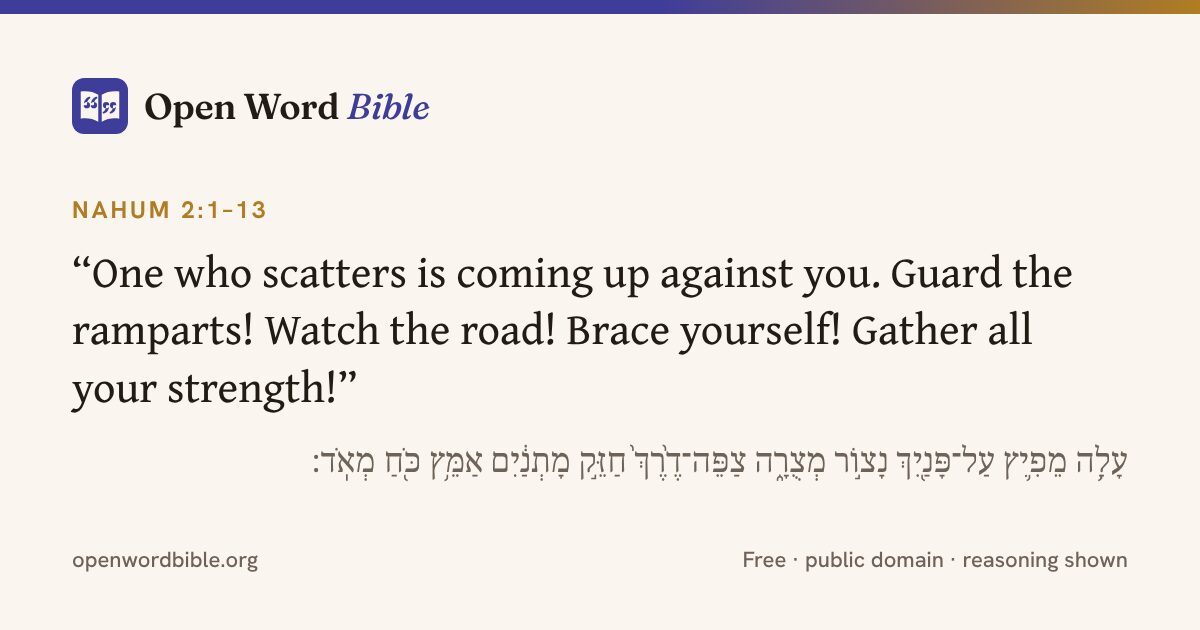 Open Word Bible
NAHUM 2:1–13
“One who scatters is coming up against you. Guard the
ramparts! Watch the road! Brace yourself! Gather all
your strength!”
עָלָ֥ה מֵפִ֛יץ עַל־פָּנַ֖יִךְ נָצ֣וֹר מְצֻרָ֑ה צַפֵּה־דֶ֙רֶךְ֙ חַזֵּ֣ק מָתְנַ֔יִם אַמֵּ֥ץ כֹּ֖חַ מְאֹֽד׃
openwordbible.org
Free · public domain · reasoning shown